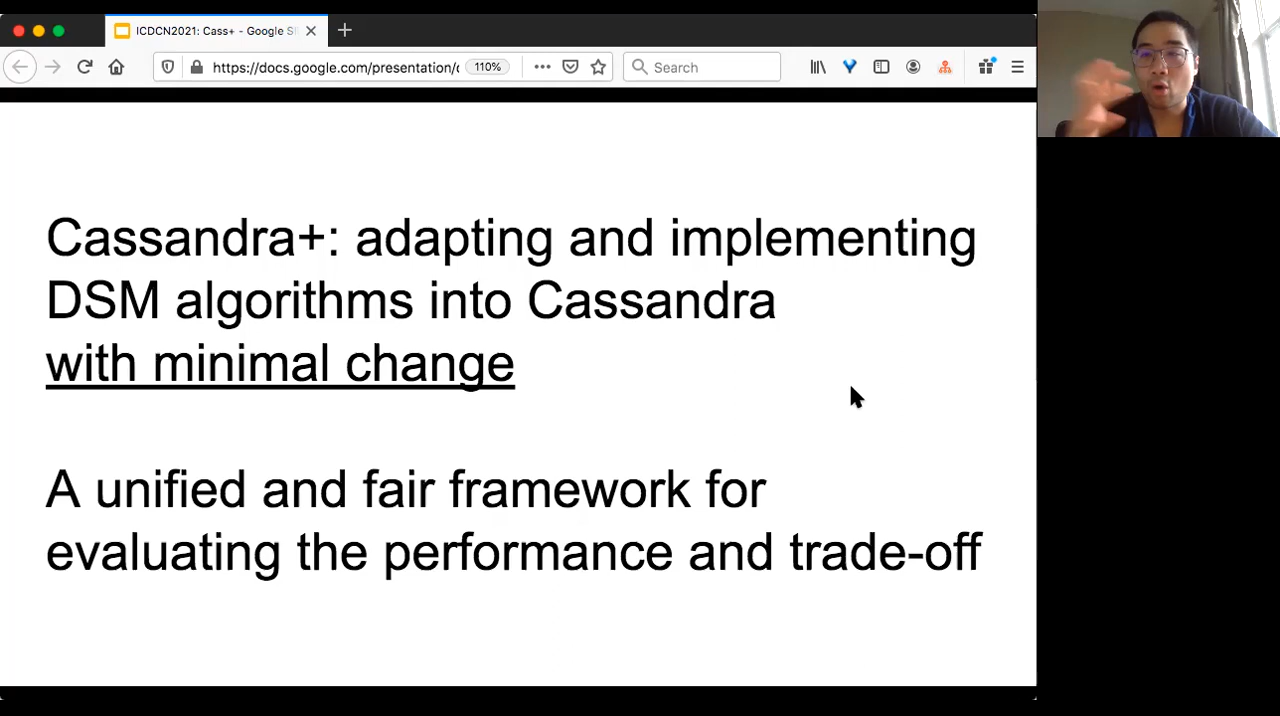 ICDCN2021: Cass+ - Google Sl
https://docs.google.com/presentation/
110%
Search
Cassandra+: adapting and implementing
DSM algorithms into Cassandra
with minimal change
A unified and fair framework for
evaluating the performance and trade-off